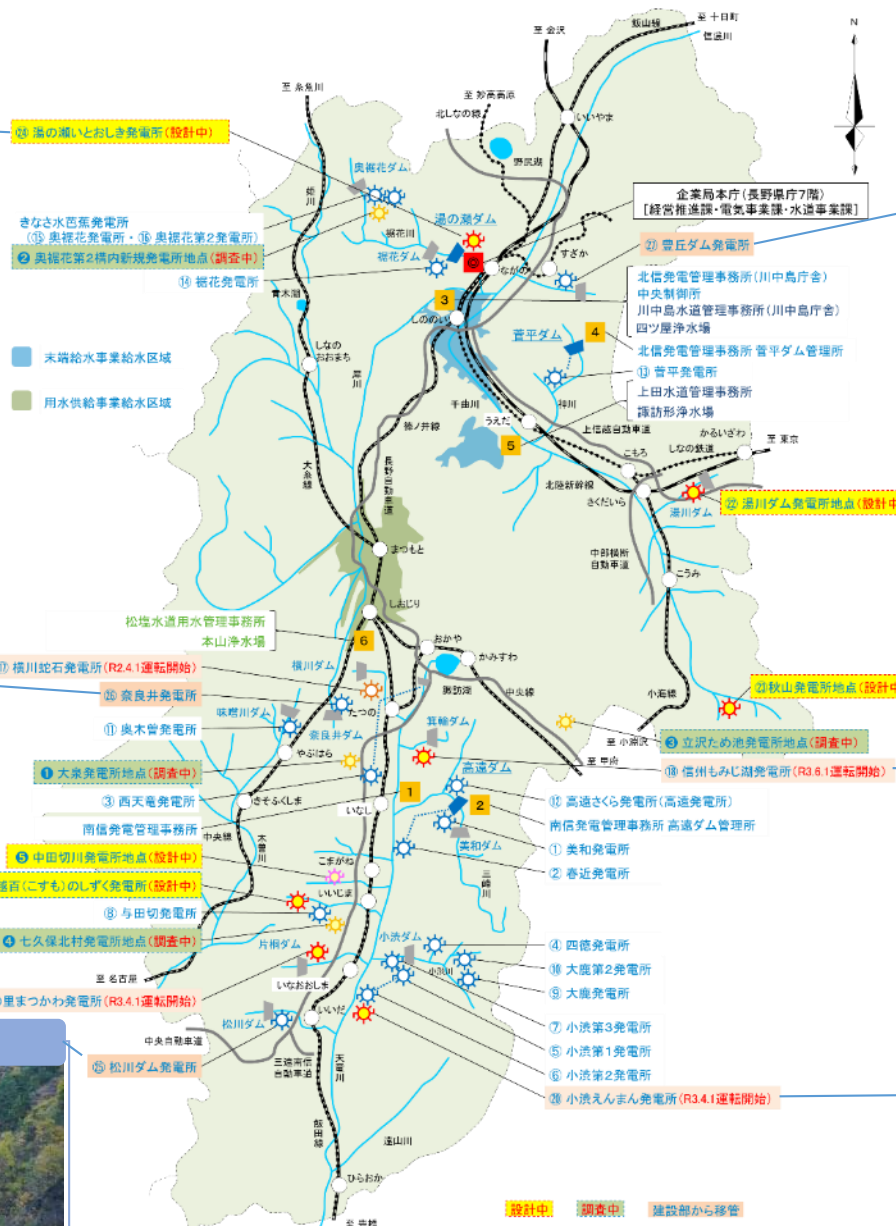 至 十日町
飯山線
信濃川
至 金沢
至 糸魚川
至 妙高高原
北しなの線
いいやま
N
㉔ 湯の瀬いとおしき発電所(設計中)
野尻湖
奥裾花ダム
姫川
企業局本庁(長野県庁7階)
[経営推進課・電気事業課・水道事業課]
きなさ水芭蕉発電所
(⑮ 奥裾花発電所・⑯ 奥裾花第2発電所)
湯の瀬ダム
裾花川
㉗ 豊丘ダム発電所
すざか
❷ 奥裾花第2構内新規発電所地点(調査中)
裾花ダム
ながの
⑭ 裾花発電所
北信発電管理事務所(川中島庁舎)
中央制御所
川中島水道管理事務所(川中島庁舎)
四ツ屋浄水場
青木湖
3
しののい
菅平ダム
4
北信発電管理事務所 菅平ダム管理所
しなの
おおまち
末端給水事業給水区域
犀川
⑬ 菅平発電所
千曲川
神川
上田水道管理事務所
諏訪形浄水場
用水供給事業給水区域
篠ノ井線
うえだ
上信越自動車道
かるいざわ
しなの鉄道
至 東京
5
こもろ
大糸線
長野自動車道
北陸新幹線
さくだいら
湯川ダム
㉒ 湯川ダム発電所地点(設計中
まつもと
中部横断
自動車道
こうみ
しおじり
松塩水道用水管理事務所
本山浄水場
6
おかや
かみすわ
横川ダム
⑰ 横川蛇石発電所(R2.4.1運転開始)
諏訪湖
中央線
小海線
㉓秋山発電所地点(設計中
㉖ 奈良井発電所
たつの
味噌川ダム
奈良井ダム
箕輪ダム
⑪ 奥木曽発電所
至 小淵沢
❸ 立沢ため池発電所地点(調査中)
やぶはら
至 甲府
⑱ 信州もみじ湖発電所(R3.6.1運転開始)
❶ 大泉発電所地点(調査中)
高遠ダム
③ 西天竜発電所
1
⑫ 高遠さくら発電所(高遠発電所)
きそふくしま
いなし
2
南信発電管理事務所 高遠ダム管理所
南信発電管理事務所
中央線
木曽川
美和ダム
① 美和発電所
❺ 中田切川発電所地点(設計中)
こまがね
三峰川
② 春近発電所
越百(こすも)のしずく発電所(設計中)
いいじま
⑧ 与田切発電所
❹ 七久保北村発電所地点(調査中)
小渋ダム
④ 四徳発電所
片桐ダム
小渋川
⑩ 大鹿第2発電所
至 名古屋
いなおおしま
⑨ 大鹿発電所
里まつかわ発電所(R3.4.1運転開始)
いいだ
⑦ 小渋第3発電所
松川ダム
⑤ 小渋第1発電所
中央自動車道
三遠南信
自動車道
天竜川
⑥ 小渋第2発電所
㉕ 松川ダム発電所
⑳ 小渋えんまん発電所(R3.4.1運転開始)
飯田線
遠山川
ひらおか
設計中
調査中
建設部から移管
至 豊橋